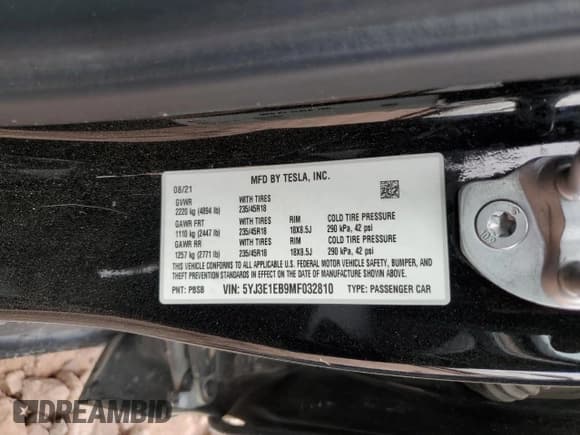 MFD BY TESLA, INC.
08/21
GVWR WITH TIRES
2220 kg (4894 lb) 235/45R18
GAWR FRT WITH TIRES RIM COLD TIRE PRESSURE
1110 kg (2447 lb) 235/45R18 18X8.5J 290 kPa, 42 psi
GAWR RR WITH TIRES RIM COLD TIRE PRESSURE
1257 kg (2771 lb) 235/45R18 18X8.5J 290 kPa, 42 psi
THIS VEHICLE CONFORMS TO ALL APPLICABLE U.S. FEDERAL MOTOR VEHICLE SAFETY, BUMPER, AND
THEFT PREVENTION STANDARDS IN EFFECT ON THE DATE OF MANUFACTURE SHOWN ABOVE.
PNT: PBSB VIN: 5YJ3E1EB9MF032810 TYPE: PASSENGER CAR
DREAMBID